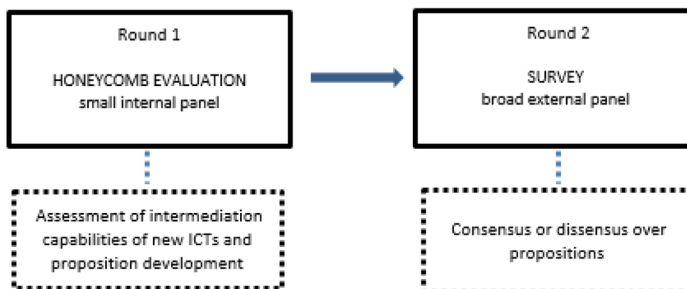 Round 1
HONEYCOMB EVALUATION
small internal panel
Round 2
SURVEY
broad external panel
Assessment of intermediation
capabilities of new ICTs and
proposition development
Consensus or dissensus over
propositions